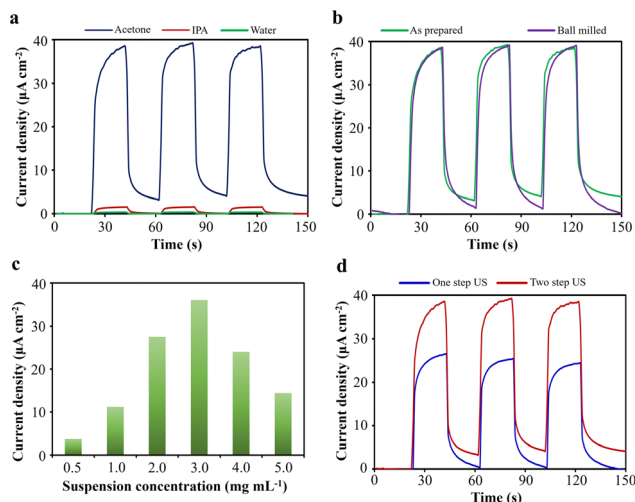 a
Acetone IPA Water
Current density (µA cm-2)
40
30
20
10
0
0 30 60 90 120 150
Time (s)
b
As prepared Ball milled
Current density (µA cm-2)
40
30
20
10
0
0 30 60 90 120 150
Time (s)
c
Current density (µA cm-2)
40
30
20
10
0
0.5 1.0 2.0 3.0 4.0 5.0
Suspension concentration (mg mL-1)
d
One step US Two step US
Current density (µA cm-2)
40
30
20
10
0
0 30 60 90 120 150
Time (s)